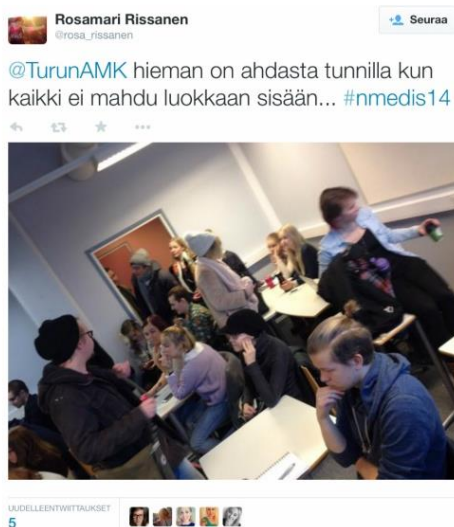 Rosamari Rissanen
@rosa_rissanen
Seuraa
@TurunAMK hieman on ahdasta tunnilla kun
kaikki ei mahdu luokkaan sisään... #nmedis14
UUDELLEENTWIITTAUKSET
5